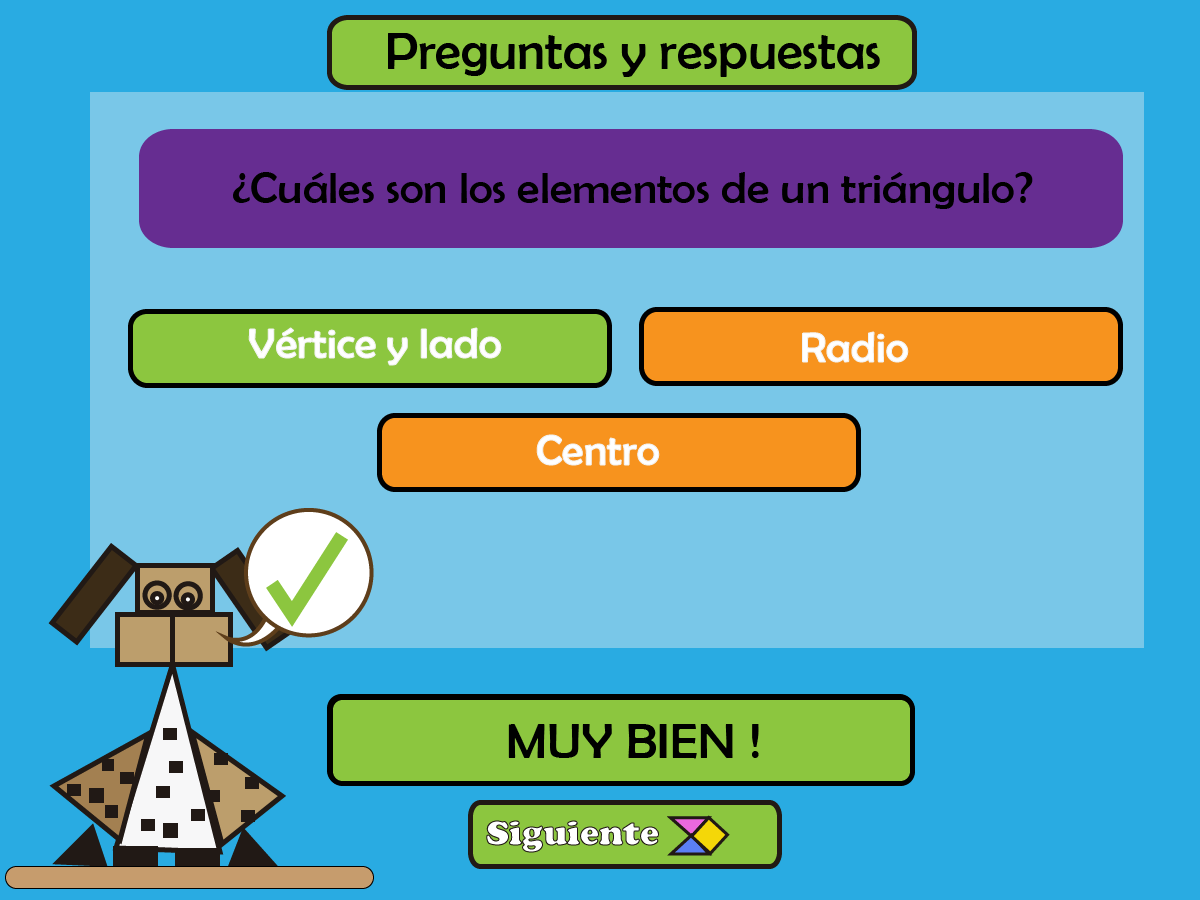 Preguntas y respuestas
¿Cuáles son los elementos de un triángulo?
Vértice y lado
Radio
Centro
MUY BIEN !
Siguiente